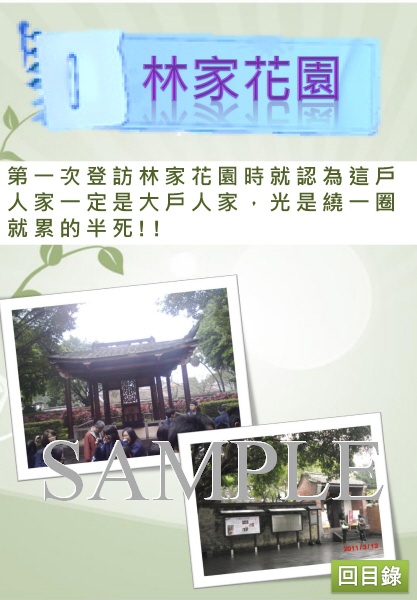 林家花園
第一次登訪林家花園時就認為這戶
人家一定是大戶人家，光是繞一圈
就累的半死!!
SAMPLE
2011/3/12
回目錄